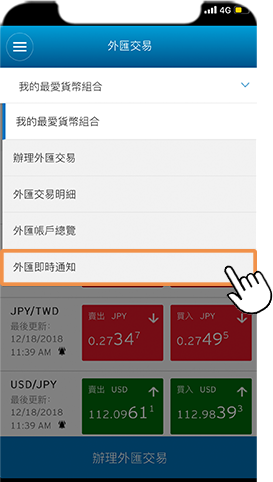 4G
外匯交易
我的最愛貨幣組合
我的最愛貨幣組合
辦理外匯交易
外匯交易明細
外匯帳戶總覽
外匯即時通知
JPY/TWD
最後更新:
12/18/2018
11:39 AM
賣出 JPY
0.2734⁷
買入 JPY
0.2749⁵
USD/JPY
最後更新:
12/18/2018
11:39 AM
賣出 USD
112.0961¹
買入 USD
112.9839³
辦理外匯交易